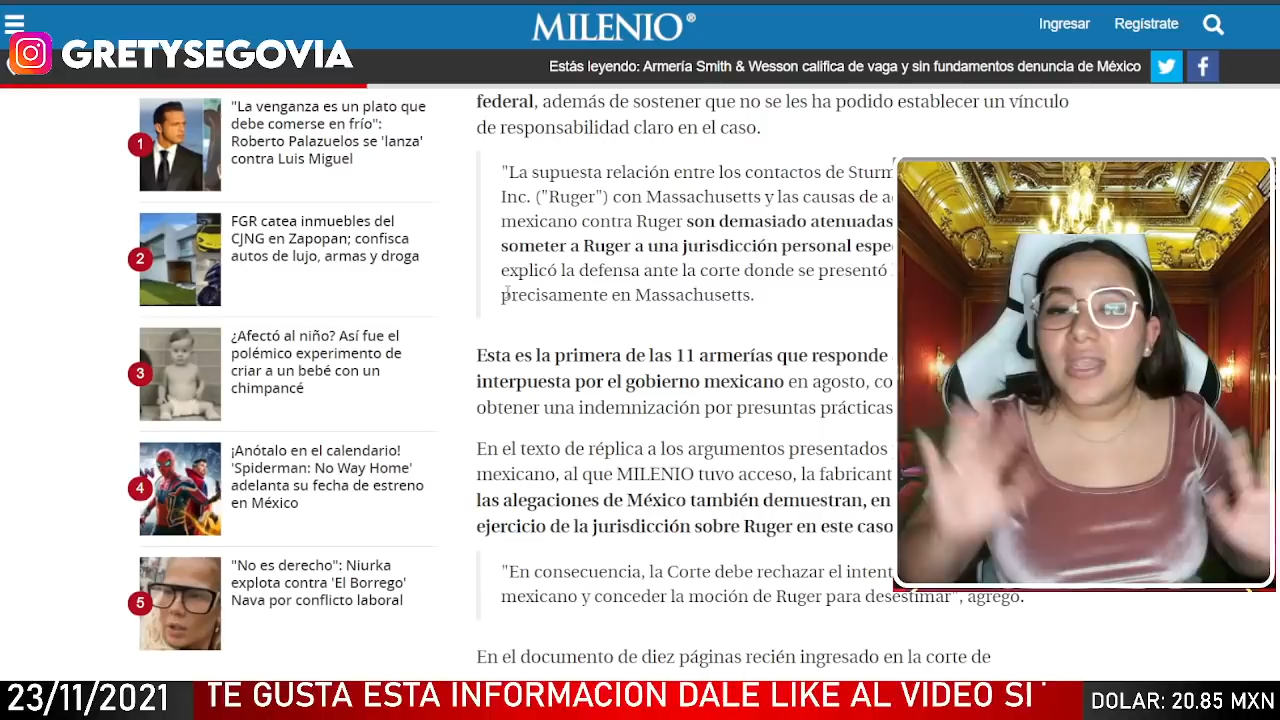 MILENIO®
Ingresar
Regístrate
GRETYSEGOVIA
Estás leyendo: Armería Smith & Wesson califica de vaga y sin fundamentos denuncia de México
1
"La venganza es un plato que
debe comerse en frío":
Roberto Palazuelos se 'lanza'
contra Luis Miguel
2
FGR catea inmuebles del
CJNG en Zapopan; confisca
autos de lujo, armas y droga
3
¿Afectó al niño? Así fue el
polémico experimento de
criar a un bebé con un
chimpancé
4
¡Anótalo en el calendario!
'Spiderman: No Way Home'
adelanta su fecha de estreno
en México
5
"No es derecho": Niurka
explota contra 'El Borrego'
Nava por conflicto laboral
federal, además de sostener que no se les ha podido establecer un vínculo
de responsabilidad claro en el caso.
"La supuesta relación entre los contactos de Sturm
Inc. ("Ruger") con Massachusetts y las causas de
mexicano contra Ruger son demasiado atenuadas
someter a Ruger a una jurisdicción personal
explicó la defensa ante la corte donde se presentó
precisamente en Massachusetts.
Esta es la primera de las 11 armerías que responde
interpuesta por el gobierno mexicano en agosto,
obtener una indemnización por presuntas prácticas
En el texto de réplica a los argumentos presentados
mexicano, al que MILENIO tuvo acceso, la
las alegaciones de México también demuestran, en
ejercicio de la jurisdicción sobre Ruger en este caso
"En consecuencia, la Corte debe rechazar el
mexicano y conceder la moción de Ruger para desestimar", agregó.
En el documento de diez páginas recién ingresado en la corte de
23/11/2021
TE GUSTA ESTA INFORMACION DALE LIKE AL VIDEO SI
DOLAR: 20.85 MXN